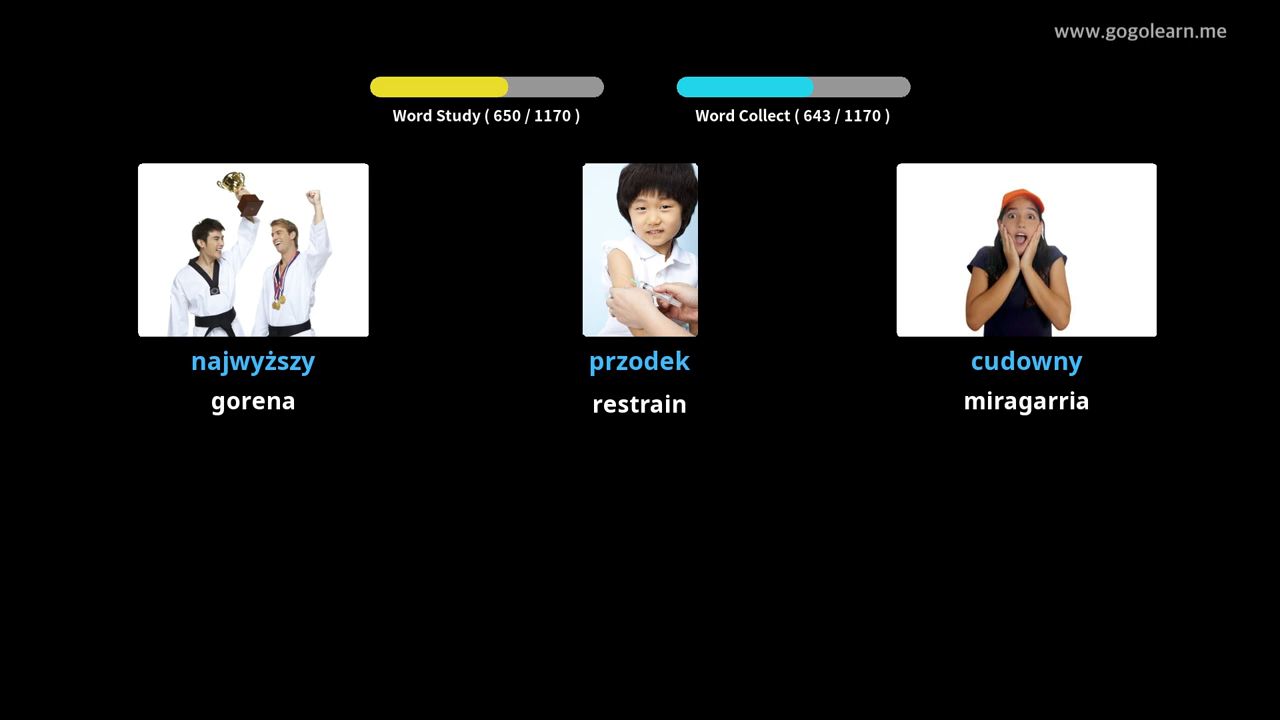 www.gogolearn.me
Word Study ( 650 / 1170 )
Word Collect ( 643 / 1170 )
najwyższy
gorena
przodek
restrain
cudowny
miragarria